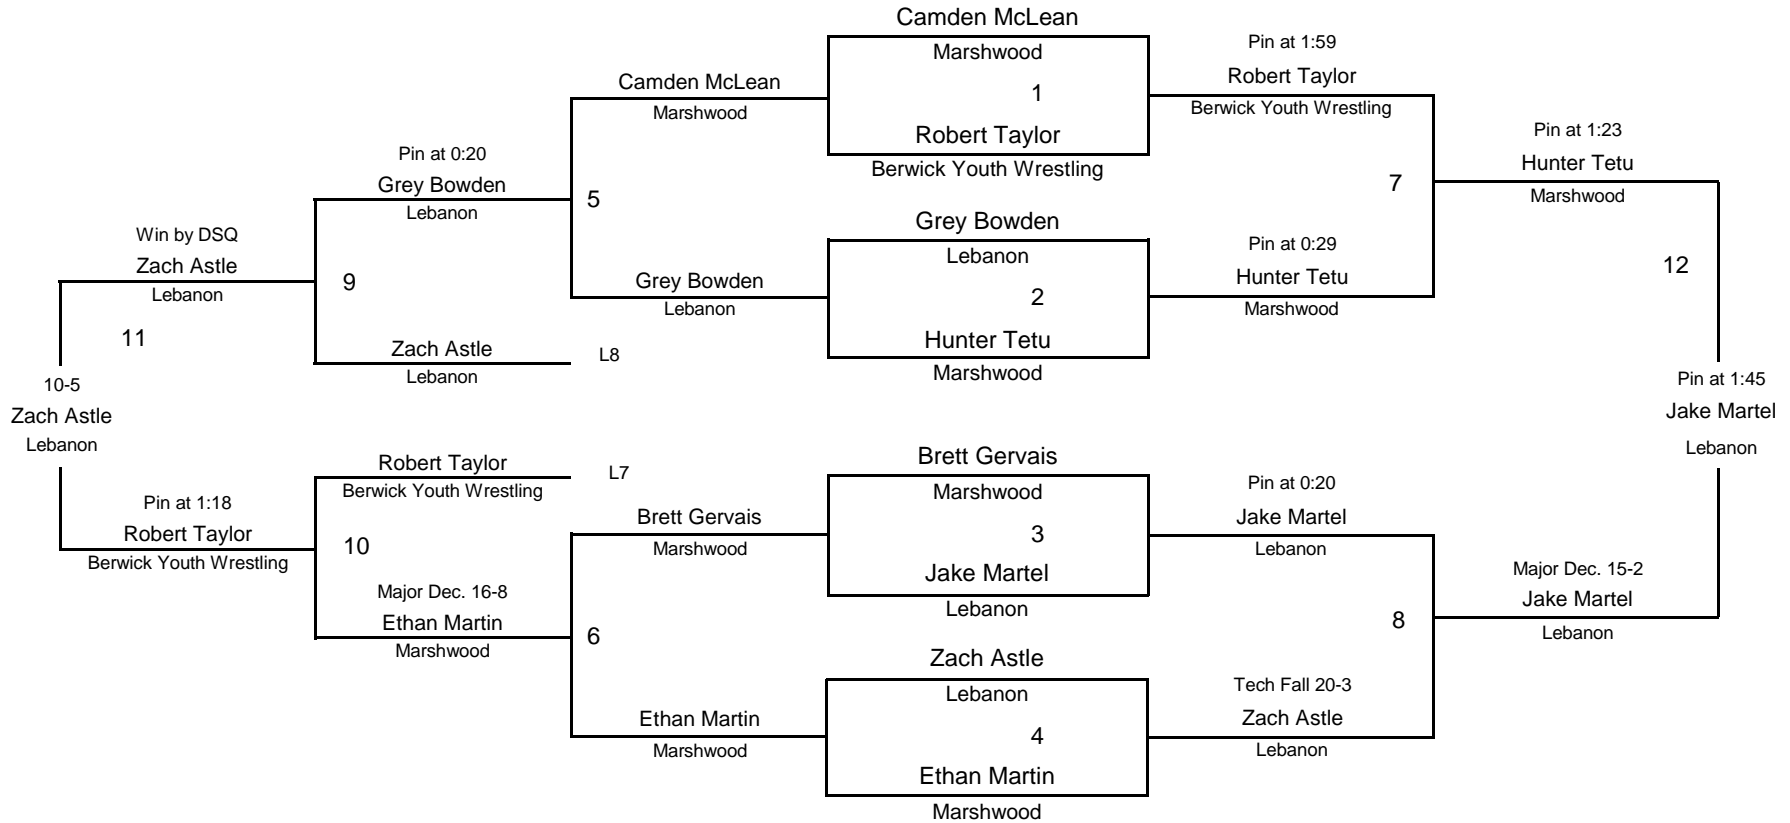 Camden McLean
Marshwood
1
Robert Taylor
Berwick Youth Wrestling
Grey Bowden
Lebanon
2
Hunter Tetu
Marshwood
Brett Gervais
Marshwood
3
Jake Martel
Lebanon
Zach Astle
Lebanon
4
Ethan Martin
Marshwood
Pin at 1:59
Robert Taylor
Berwick Youth Wrestling
7
Pin at 0:29
Hunter Tetu
Marshwood
Pin at 0:20
Jake Martel
Lebanon
8
Tech Fall 20-3
Zach Astle
Lebanon
Pin at 1:23
Hunter Tetu
Marshwood
12
Major Dec. 15-2
Jake Martel
Lebanon
Pin at 1:45
Jake Martel
Lebanon
Camden McLean
Marshwood
5
Grey Bowden
Lebanon
Brett Gervais
Marshwood
6
Ethan Martin
Marshwood
Pin at 0:20
Grey Bowden
Lebanon
9
Zach Astle
Lebanon
L8
Robert Taylor
Berwick Youth Wrestling
L7
10
Major Dec. 16-8
Ethan Martin
Marshwood
Win by DSQ
Zach Astle
Lebanon
11
Pin at 1:18
Robert Taylor
Berwick Youth Wrestling
10-5
Zach Astle
Lebanon